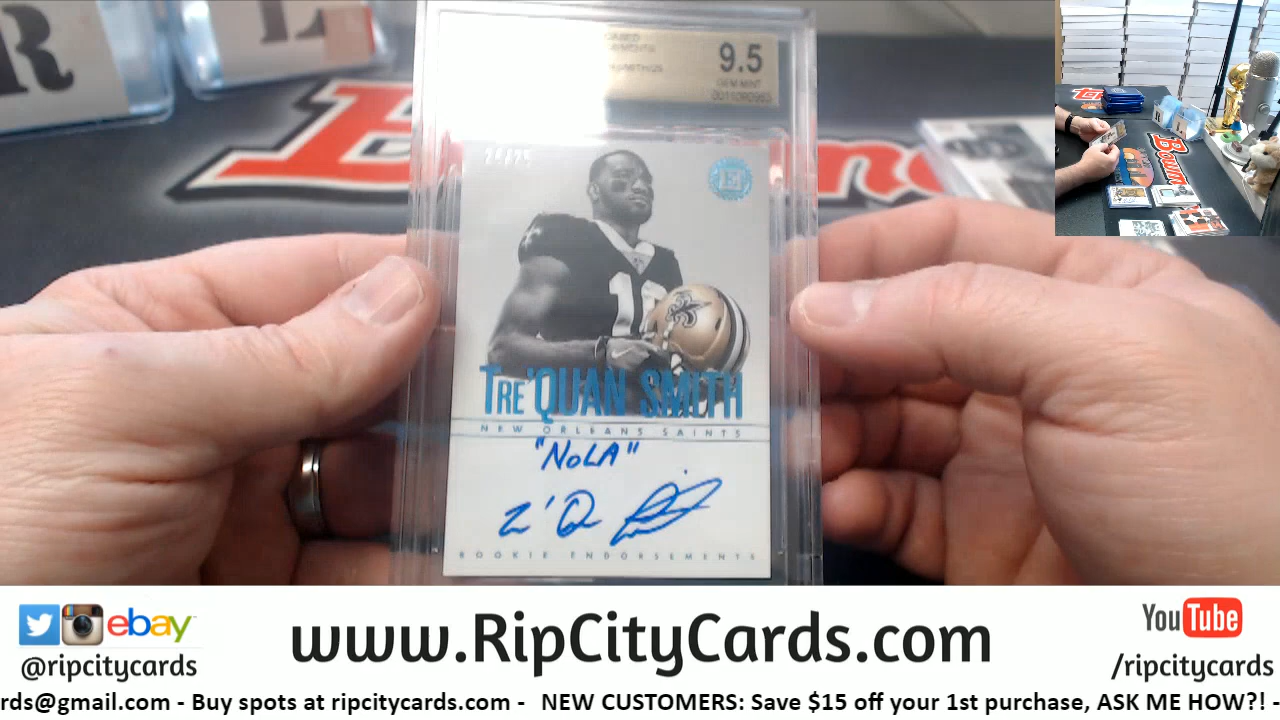 R
L
9.5
GEM MINT
TRE'QUAN SMITH
NEW ORLEANS SAINTS
"NOLA"
ROOKIE ENDORSEMENTS
ebay
www.RipCityCards.com
YouTube
@ripcitycards
/ripcitycards
rds@gmail.com - Buy spots at ripcitycards.com - NEW CUSTOMERS: Save $15 off your 1st purchase, ASK ME HOW?! -